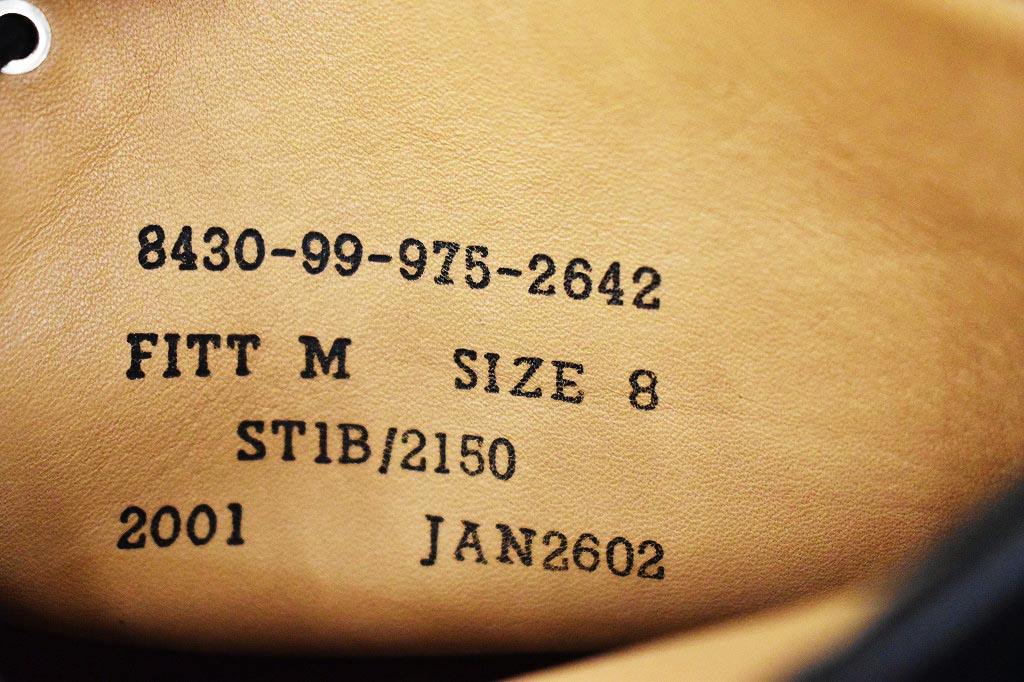 8430-99-975-2642
FITT M SIZE 8
ST1B/2150
2001 JAN2602